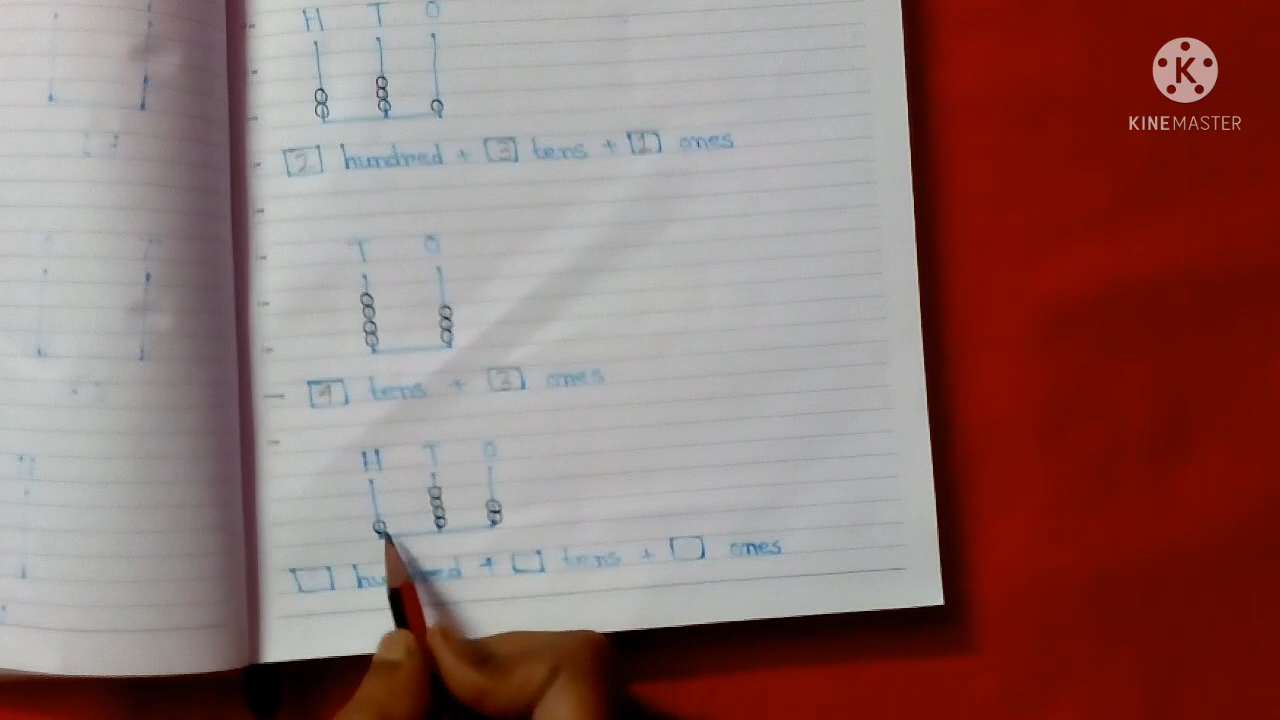 H T O
[2] hundred + [3] tens + [1] ones
T O
[4] tens + [3] ones
H T O
[ ] hundred + [ ] tens + [ ] ones
K
KINEMASTER